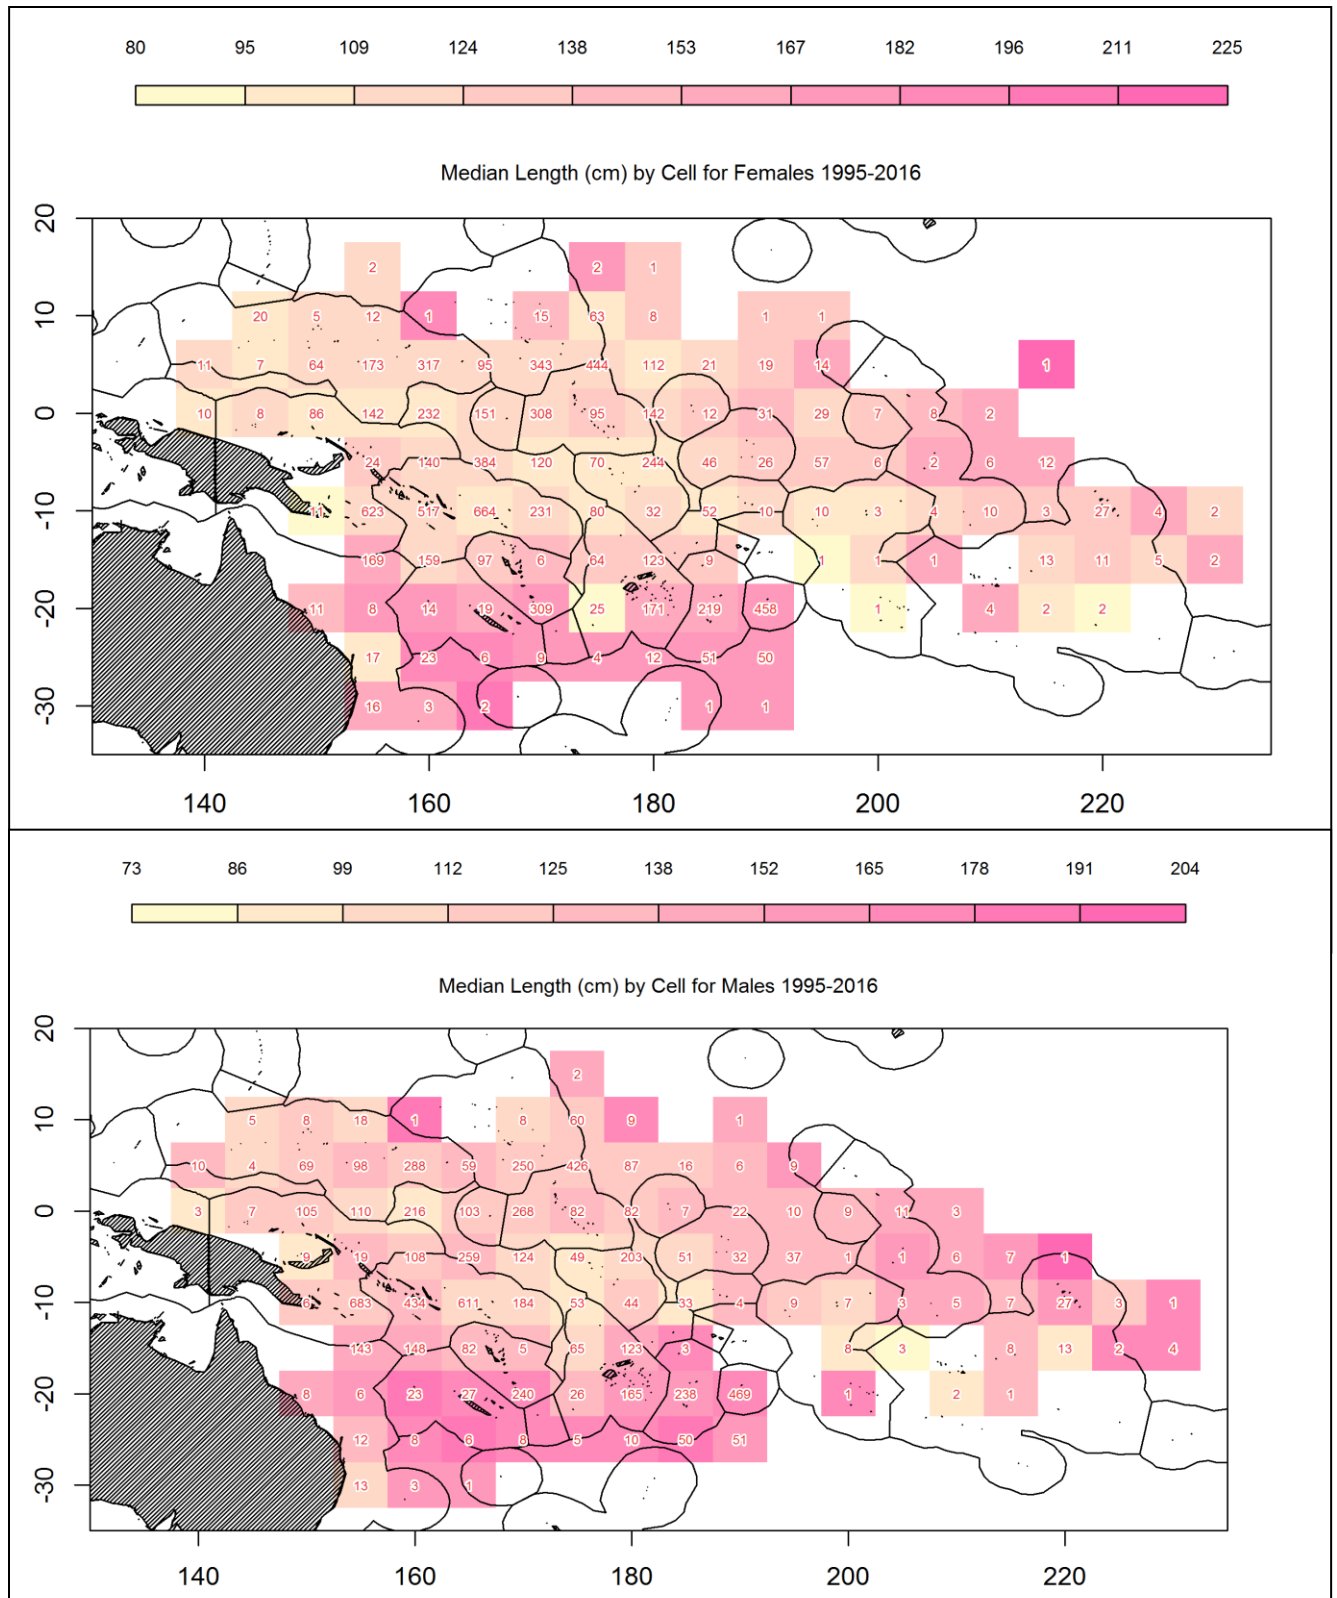 80 95 109 124 138 153 167 182 196 211 225
Median Length (cm) by Cell for Females 1995-2016
20
2 2 1
10
20 5 12 1 15 63 8 1 1
11 7 64 173 317 95 343 444 112 21 19 14 1
0
10 8 86 142 232 151 308 95 142 12 31 29 7 8 2
24 140 384 120 70 244 46 26 57 6 2 6 12
-10
11 623 517 664 231 80 32 52 10 10 3 4 10 3 27 4 2
169 159 97 6 64 123 9 1 1 1 13 11 5 2
-20
11 8 14 19 309 25 171 219 458 1 4 2 2
17 23 6 9 4 12 51 50
-30
16 3 2 1 1
140 160 180 200 220
73 86 99 112 125 138 152 165 178 191 204
Median Length (cm) by Cell for Males 1995-2016
20
2
10
5 8 18 1 8 60 9 1
10 4 69 98 288 59 250 426 87 16 6 9
0
3 7 105 110 216 103 268 82 82 7 22 10 9 11 3
9 19 108 259 124 49 203 51 32 37 1 1 6 7 1
-10
6 683 434 611 184 53 44 33 4 9 7 3 5 7 27 3 1
143 148 82 5 65 123 3 8 3 8 13 2 4
-20
8 6 23 27 240 26 165 238 469 1 2 1
12 8 6 8 5 10 50 51
-30
13 3 1
140 160 180 200 220